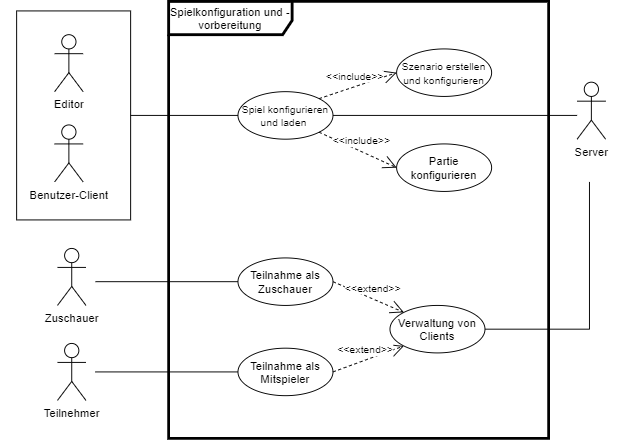 Spielkonfiguration und -
vorbereitung
Editor
Benutzer-Client
Spiel konfigurieren
und laden
<<include>>
Szenario erstellen
und konfigurieren
<<include>>
Partie
konfigurieren
Server
Zuschauer
Teilnahme als
Zuschauer
<<extend>>
Verwaltung von
Clients
<<extend>>
Teilnahme als
Mitspieler
Teilnehmer